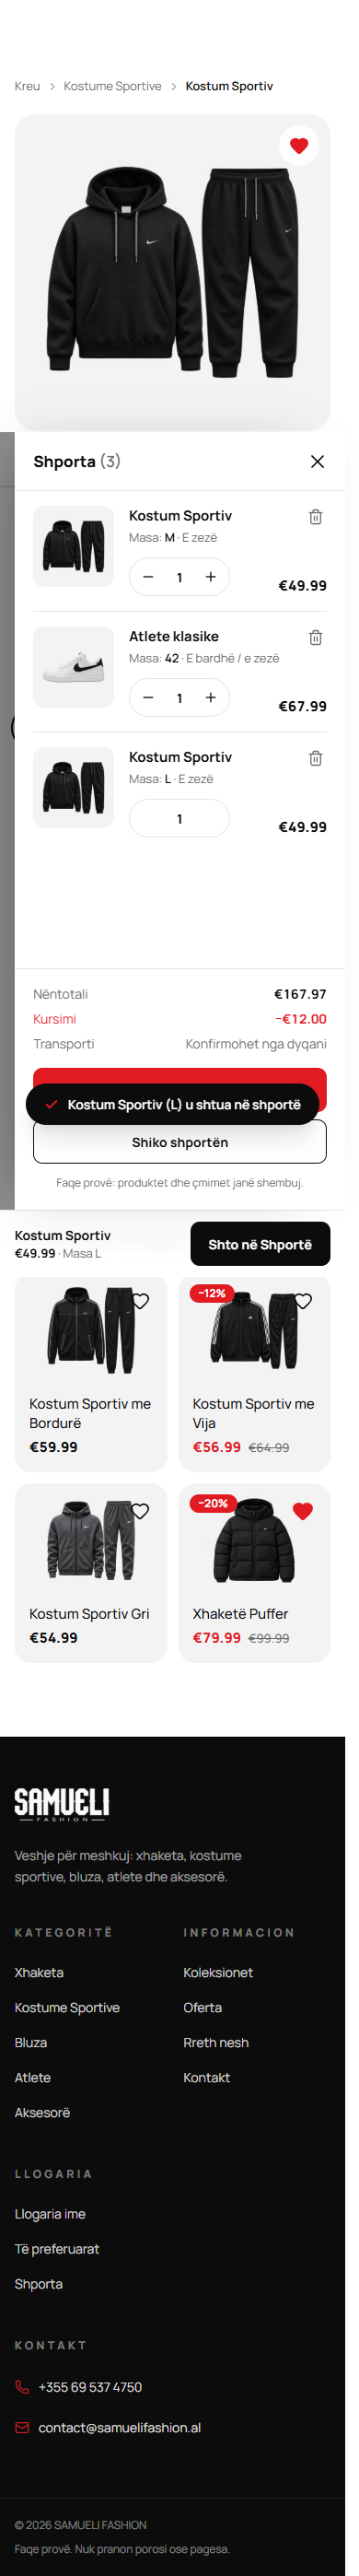 Kreu > Kostume Sportive > Kostum Sportiv
Shporta (3)
Kostum Sportiv
Masa: M · E zezë
1
€49.99
Atlete klasike
Masa: 42 · E bardhë / e zezë
1
€67.99
Kostum Sportiv
Masa: L · E zezë
1
€49.99
Nëntotali €167.97
Kursimi −€12.00
Transporti Konfirmohet nga dyqani
Kostum Sportiv (L) u shtua në shportë
Shiko shportën
Faqe provë: produktet dhe çmimet janë shembuj.
Kostum Sportiv
€49.99 · Masa L
Shto në Shportë
Kostum Sportiv me
Bordurë
€59.99
−12%
Kostum Sportiv me
Vija
€56.99 €64.99
Kostum Sportiv Gri
€54.99
−20%
Xhaketë Puffer
€79.99 €99.99
SAMUELI
FASHION
Veshje për meshkuj: xhaketa, kostume
sportive, bluza, atlete dhe aksesorë.
KATEGORITË
Xhaketa
Kostume Sportive
Bluza
Atlete
Aksesorë
INFORMACION
Koleksionet
Oferta
Rreth nesh
Kontakt
LLOGARIA
Llogaria ime
Të preferuarat
Shporta
KONTAKT
+355 69 537 4750
contact@samuelifashion.al
© 2026 SAMUELI FASHION
Faqe provë. Nuk pranon porosi ose pagesa.